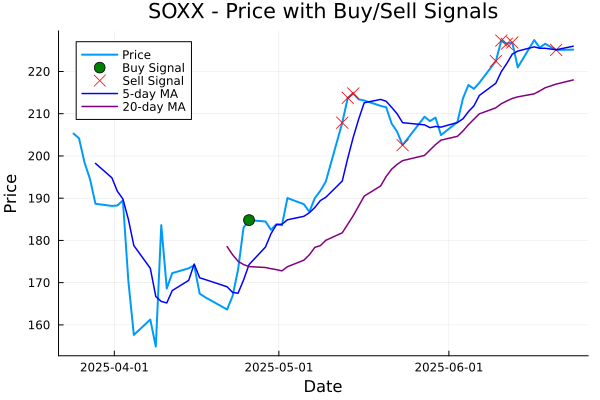 SOXX - Price with Buy/Sell Signals
Price
Buy Signal
Sell Signal
5-day MA
20-day MA
220
210
200
190
180
170
160
Price
2025-04-01
2025-05-01
2025-06-01
Date